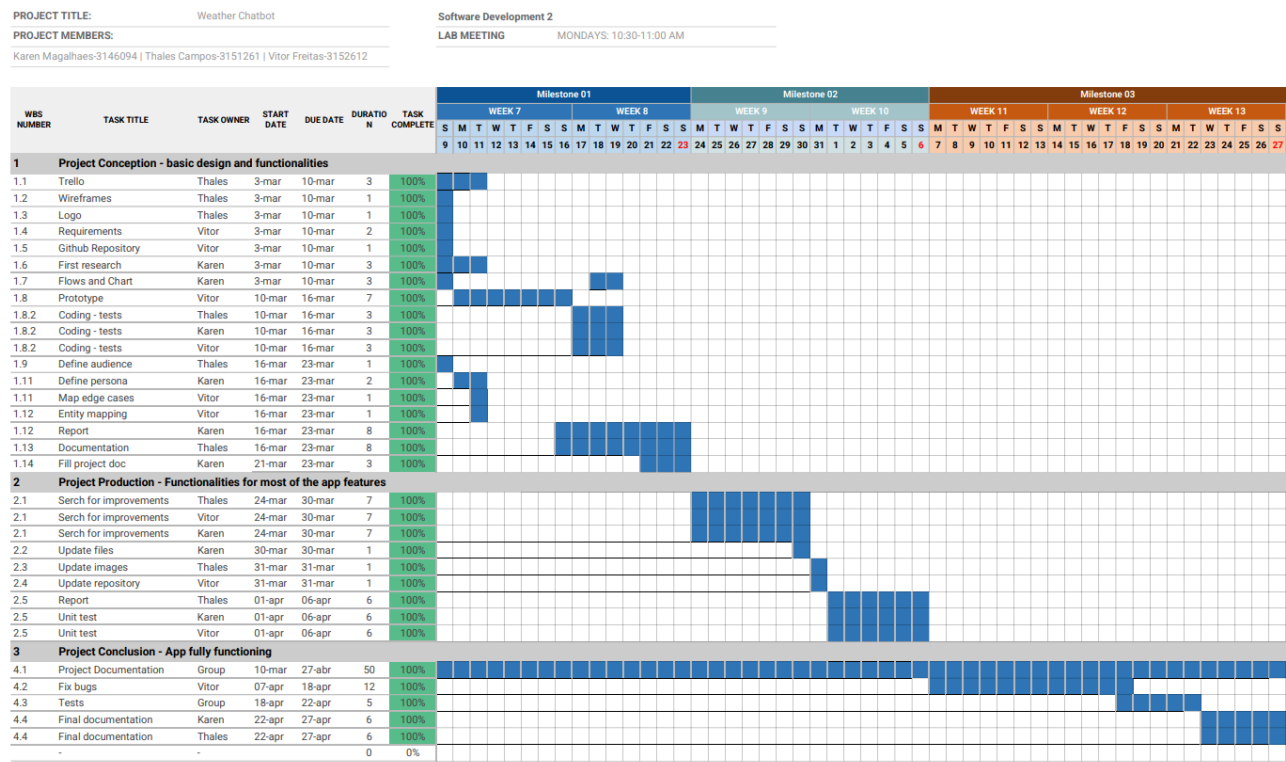 PROJECT TITLE: Weather Chatbot Software Development 2
PROJECT MEMBERS: LAB MEETING MONDAYS: 10:30-11:00 AM
Karen Magalhaes-3146094 | Thales Campos-3151261 | Vitor Freitas-3152612
Milestone 01 Milestone 02 Milestone 03
WEEK 7 WEEK 8 WEEK 9 WEEK 10 WEEK 11 WEEK 12 WEEK 13
WBS NUMBER TASK TITLE TASK OWNER START DATE DUE DATE DURATIO N TASK COMPLETE
S M T W T F S S M T W T F S S M T W T F S S M T W T F S S M T W T F S S M T W T F S S M T W T F S S
9 10 11 12 13 14 15 16 17 18 19 20 21 22 23 24 25 26 27 28 29 30 31 1 2 3 4 5 6 7 8 9 10 11 12 13 14 15 16 17 18 19 20 21 22 23 24 25 26 27
1 Project Conception - basic design and functionalities
1.1 Trello Thales 3-mar 10-mar 3 100%
1.2 Wireframes Thales 3-mar 10-mar 1 100%
1.3 Logo Thales 3-mar 10-mar 1 100%
1.4 Requirements Vitor 3-mar 10-mar 2 100%
1.5 Github Repository Vitor 3-mar 10-mar 1 100%
1.6 First research Karen 3-mar 10-mar 3 100%
1.7 Flows and Chart Karen 3-mar 10-mar 3 100%
1.8 Prototype Vitor 10-mar 16-mar 7 100%
1.8.2 Coding - tests Thales 10-mar 16-mar 3 100%
1.8.2 Coding - tests Karen 10-mar 16-mar 3 100%
1.8.2 Coding - tests Vitor 10-mar 16-mar 3 100%
1.9 Define audience Thales 16-mar 23-mar 1 100%
1.11 Define persona Karen 16-mar 23-mar 2 100%
1.11 Map edge cases Vitor 16-mar 23-mar 1 100%
1.12 Entity mapping Vitor 16-mar 23-mar 1 100%
1.12 Report Karen 16-mar 23-mar 8 100%
1.13 Documentation Thales 16-mar 23-mar 8 100%
1.14 Fill project doc Karen 21-mar 23-mar 3 100%
2 Project Production - Functionalities for most of the app features
2.1 Serch for improvements Thales 24-mar 30-mar 7 100%
2.1 Serch for improvements Vitor 24-mar 30-mar 7 100%
2.1 Serch for improvements Karen 24-mar 30-mar 7 100%
2.2 Update files Karen 30-mar 30-mar 1 100%
2.3 Update images Thales 31-mar 31-mar 1 100%
2.4 Update repository Vitor 31-mar 31-mar 1 100%
2.5 Report Thales 01-apr 06-apr 6 100%
2.5 Unit test Karen 01-apr 06-apr 6 100%
2.5 Unit test Vitor 01-apr 06-apr 6 100%
3 Project Conclusion - App fully functioning
4.1 Project Documentation Group 10-mar 27-abr 50 100%
4.2 Fix bugs Vitor 07-apr 18-apr 12 100%
4.3 Tests Group 18-apr 22-apr 5 100%
4.4 Final documentation Karen 22-apr 27-apr 6 100%
4.4 Final documentation Thales 22-apr 27-apr 6 100%
- - 0 0%